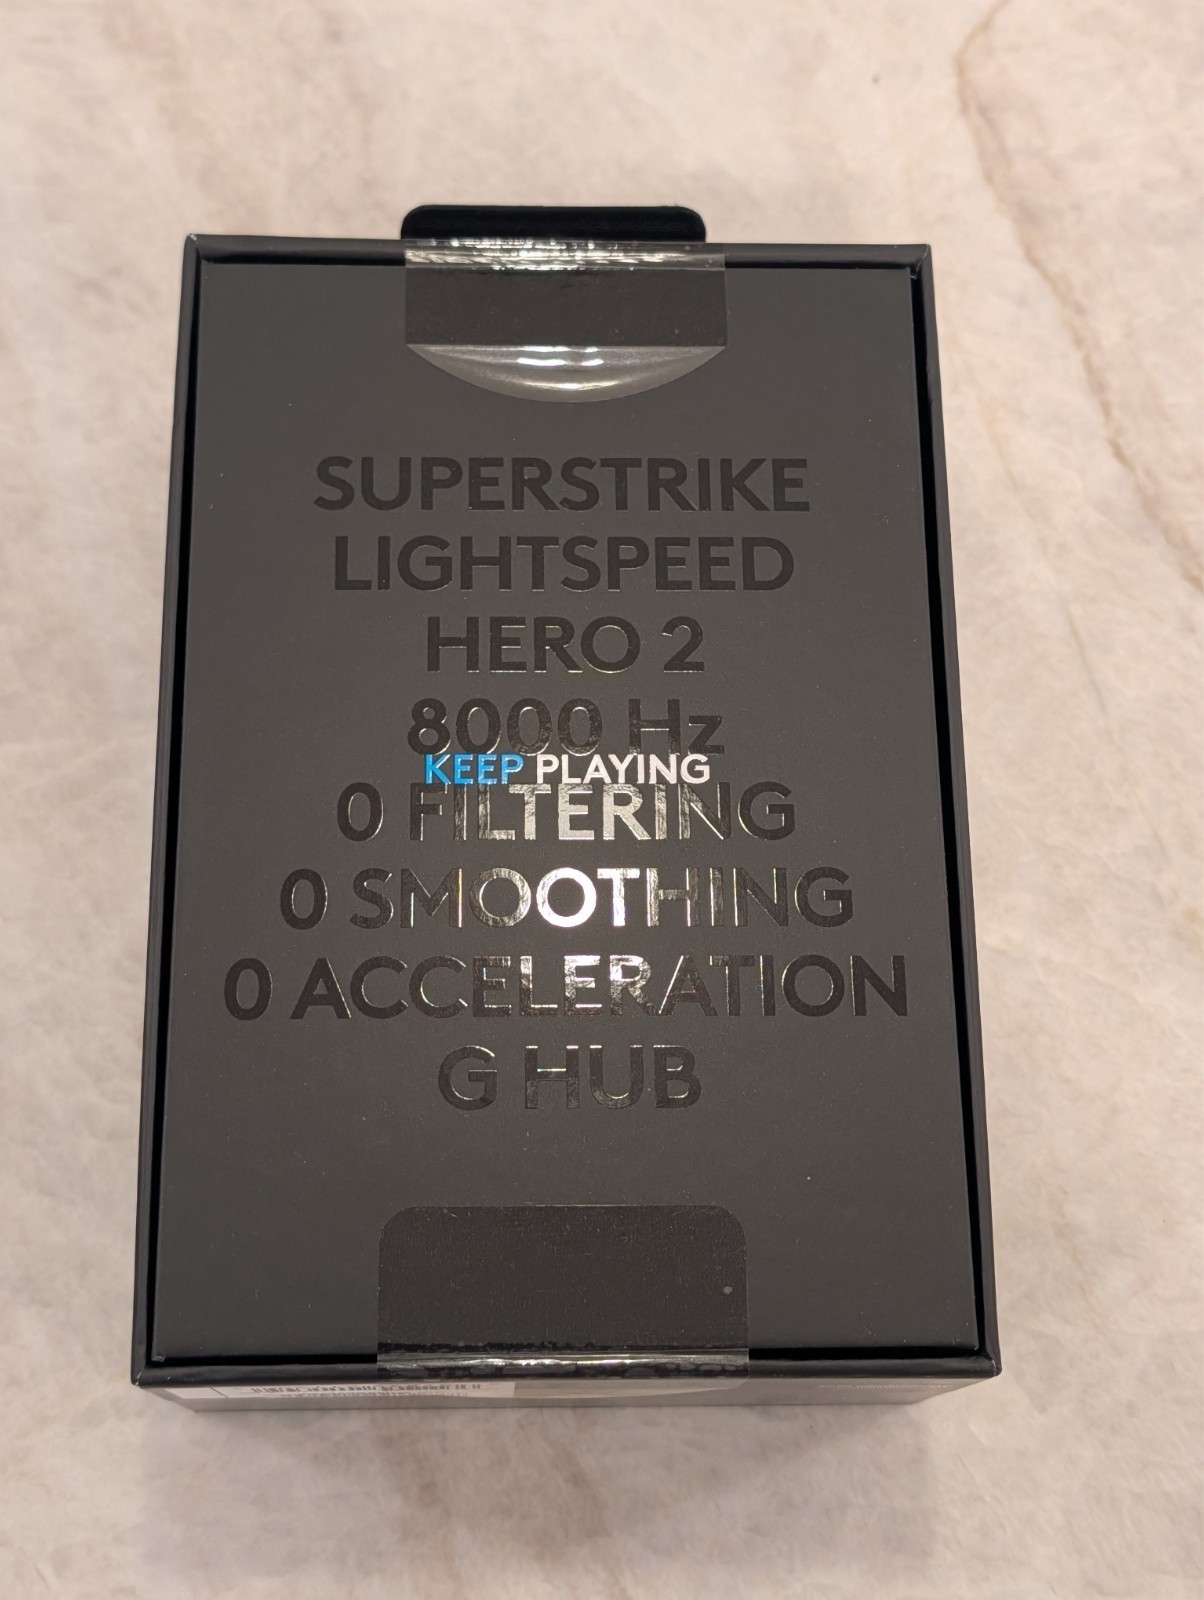 SUPERSTRIKE
LIGHTSPEED
HERO 2
8000 Hz
KEEP PLAYING
0 FILTERING
0 SMOOTHING
0 ACCELERATION
G HUB